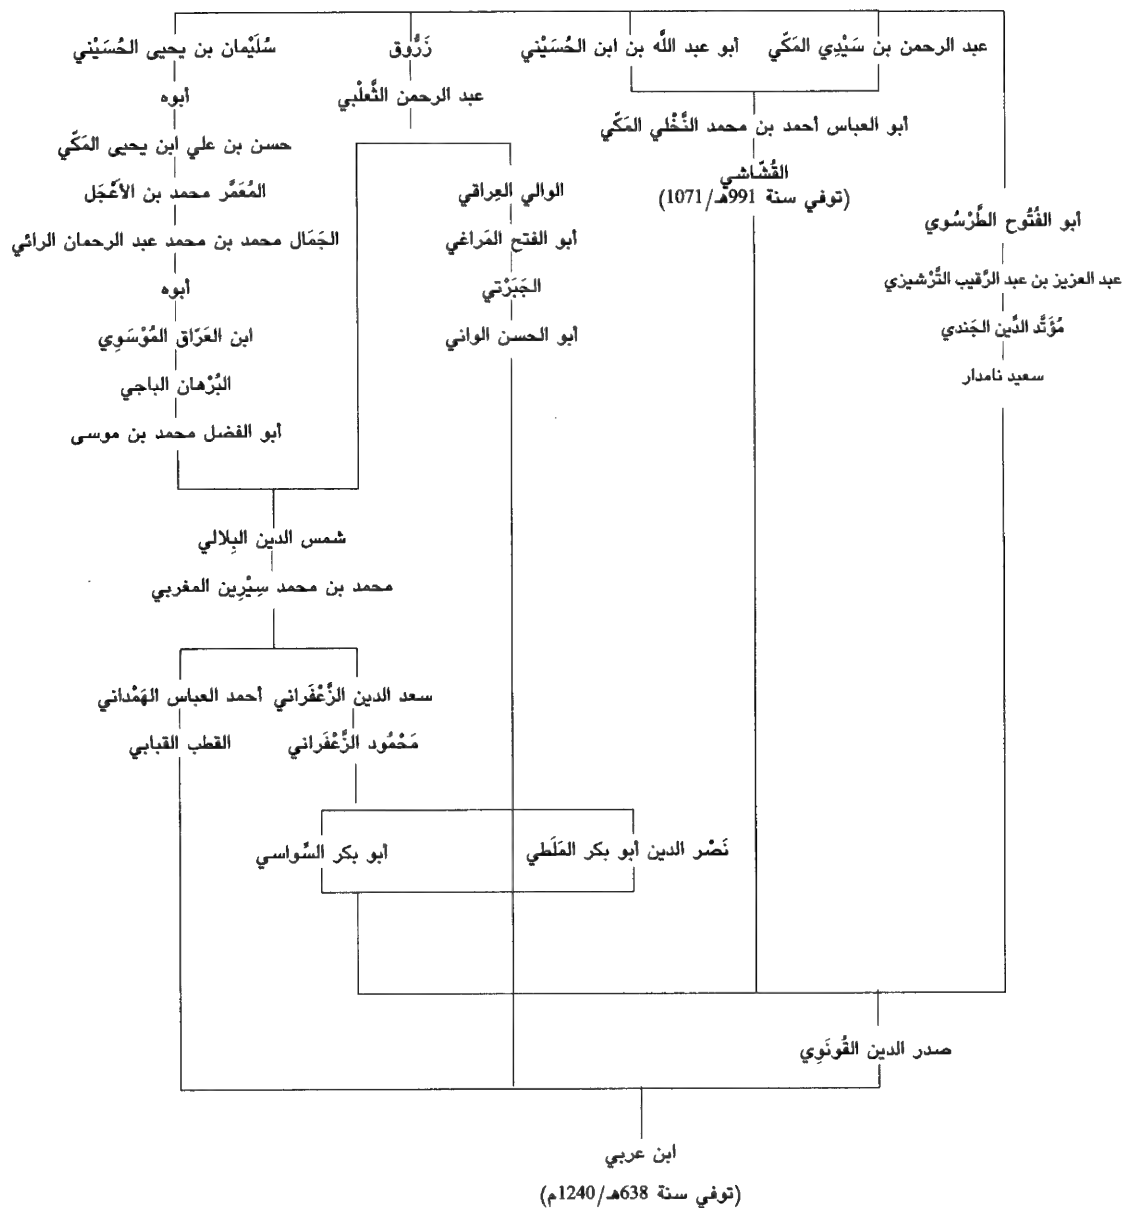 عبد الرحمن بن سَيْدِي المَكّي
أبو عبد اللَّه بن ابن الحُسَيْني
زَرُّوق
سُلَيْمان بن يحيى الحُسَيْني
عبد الرحمن الثَّعلْبي
أبوه
أبو العباس أحمد بن محمد النَّخْلي المَكّي
حسن بن علي ابن يحيى المَكّي
القُشّاشي
(توفي سنة 991هـ/1071)
الوالي العِراقي
المُعَمَّر محمد بن الأَعْجَل
أبو الفُتُوح الطَّرْسُوي
أبو الفتح المَراغي
الجَمَال محمد بن محمد عبد الرحمان الرائي
عبد العزيز بن عبد الرَّقيب التُّرْشيزي
الجَبَرْتي
أبوه
مُؤَتَّد الدِّين الجَندي
أبو الحسن الواني
ابن العَرّاق المُوْسَوِي
سعيد نامدار
البُرْهان الباجي
أبو الفضل محمد بن موسى
شمس الدين البِلالي
محمد بن محمد سِيْرِين المغربي
سعد الدين الزَّعْفَراني
أحمد العباس الهَمْداني
مَحْمُود الزَّعْفَراني
القطب القبابي
نَصْر الدين أبو بكر المَلَطي
أبو بكر السِّواسي
صدر الدين القُونَوِي
ابن عربي
(توفي سنة 638هـ/1240م)